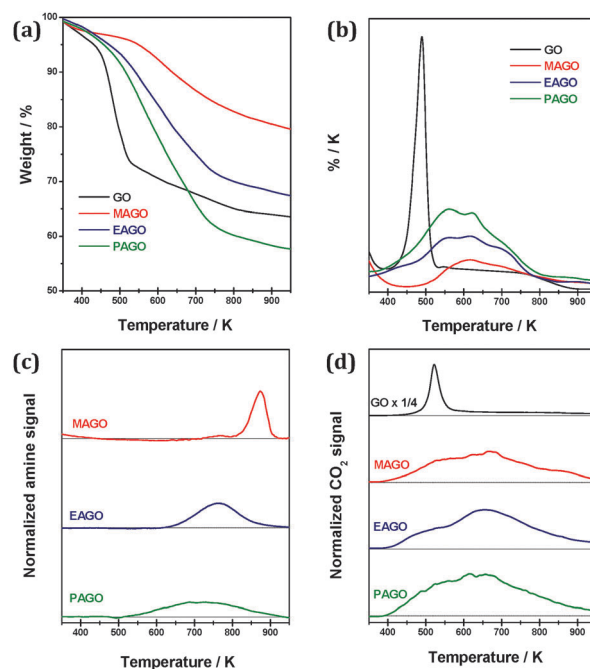 (a)
100
90
80
70
60
50
Weight / %
GO
MAGO
EAGO
PAGO
400 500 600 700 800 900
Temperature / K
(b)
GO
MAGO
EAGO
PAGO
% / K
400 500 600 700 800 900
Temperature / K
(c)
Normalized amine signal
MAGO
EAGO
PAGO
400 500 600 700 800 900
Temperature / K
(d)
Normalized CO₂ signal
GO x 1/4
MAGO
EAGO
PAGO
400 500 600 700 800 900
Temperature / K